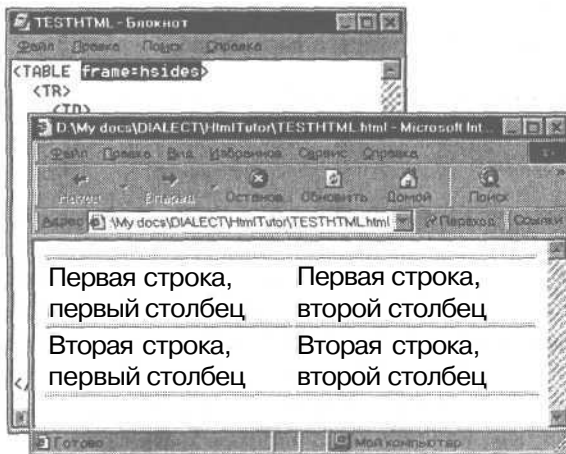 TESTHTML - Блокнот
Файл Правка Поиск Справка
<TABLE frame=hsides>
<TR>
<TD>
D:\My docs\DIALECT\HtmlTutor\TESTHTML.html - Microsoft Int...
Файл Правка Вид Избранное Сервис Справка
Назад Вперед Останов Обновить Домой Поиск
Адрес \My docs\DIALECT\HtmlTutor\TESTHTML.html Переход Ссылки
Первая строка, Первая строка,
первый столбец второй столбец
Вторая строка, Вторая строка,
первый столбец второй столбец
</
Готово Мой компьютер